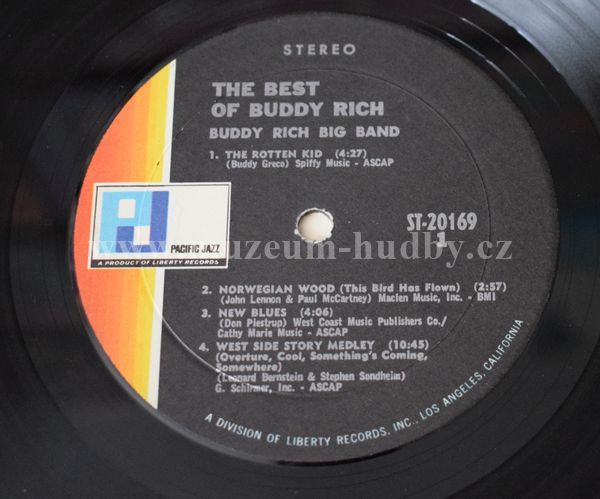 STEREO
THE BEST
OF BUDDY RICH
BUDDY RICH BIG BAND
1. THE ROTTEN KID (4:27)
(Buddy Greco) Spiffy Music - ASCAP
PJ
PACIFIC JAZZ
A PRODUCT OF LIBERTY RECORDS
ST-20169
1
www.muzeum-hudby.cz
2. NORWEGIAN WOOD (This Bird Has Flown) (2:57)
(John Lennon & Paul McCartney) Maclen Music, Inc. - BMI
3. NEW BLUES (4:06)
(Don Piestrup) West Coast Music Publishers Co./
Cathy Marie Music - ASCAP
4. WEST SIDE STORY MEDLEY (10:45)
(Overture, Cool, Something's Coming,
Somewhere)
(Leonard Bernstein & Stephen Sondheim)
G. Schirmer, Inc. - ASCAP
A DIVISION OF LIBERTY RECORDS, INC., LOS ANGELES, CALIFORNIA